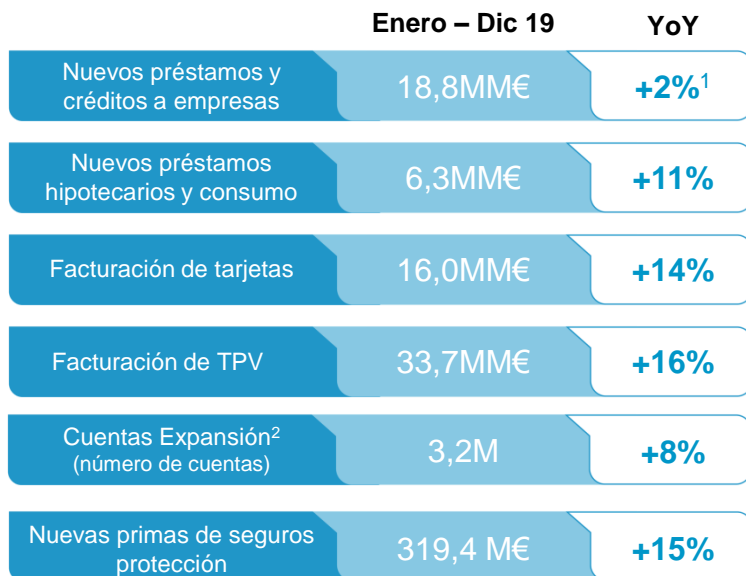 Enero – Dic 19 YoY
Nuevos préstamos y
créditos a empresas
18,8MM€ +2%1
Nuevos préstamos
hipotecarios y consumo
6,3MM€ +11%
Facturación de tarjetas 16,0MM€ +14%
Facturación de TPV 33,7MM€ +16%
Cuentas Expansión2
(número de cuentas)
3,2M +8%
Nuevas primas de seguros
protección
319,4 M€ +15%